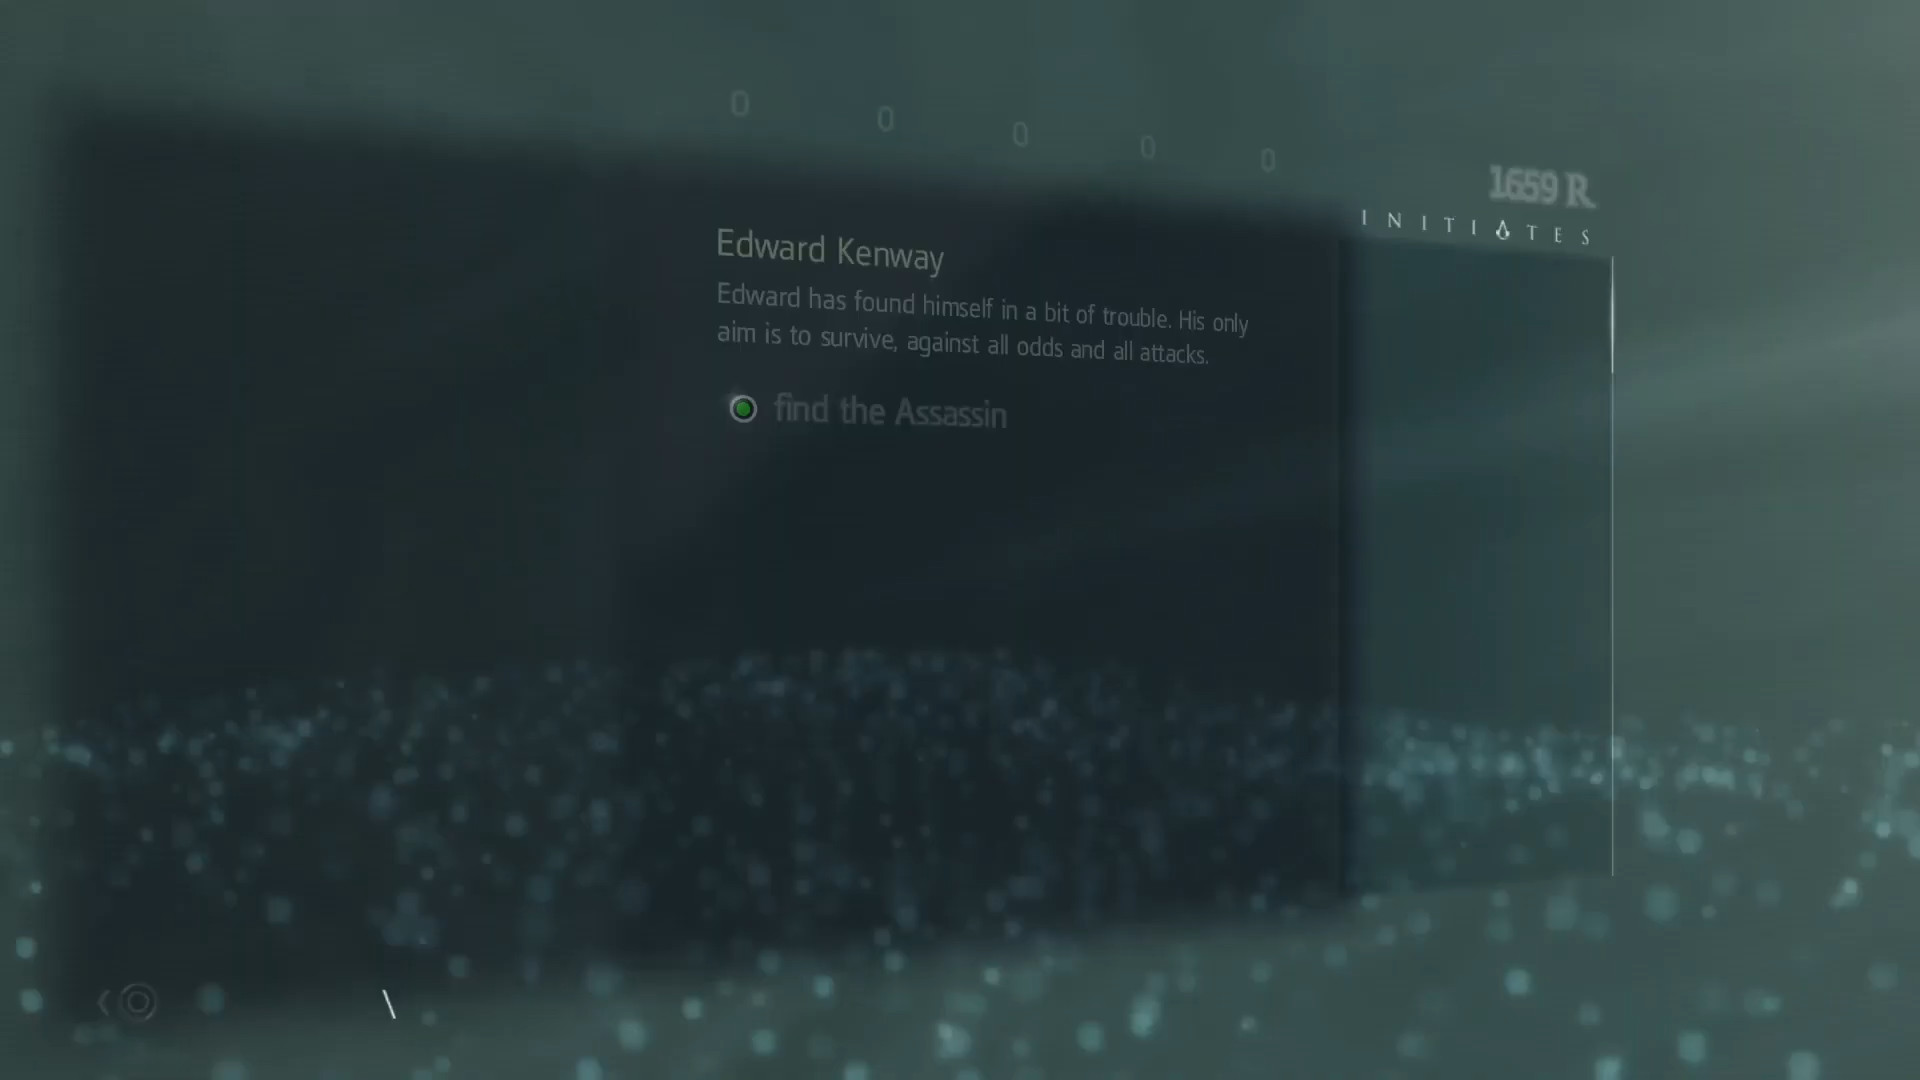 0 0 0 0 0
1659 R
INITIATES
Edward Kenway
Edward has found himself in a bit of trouble. His only
aim is to survive, against all odds and all attacks.
find the Assassin